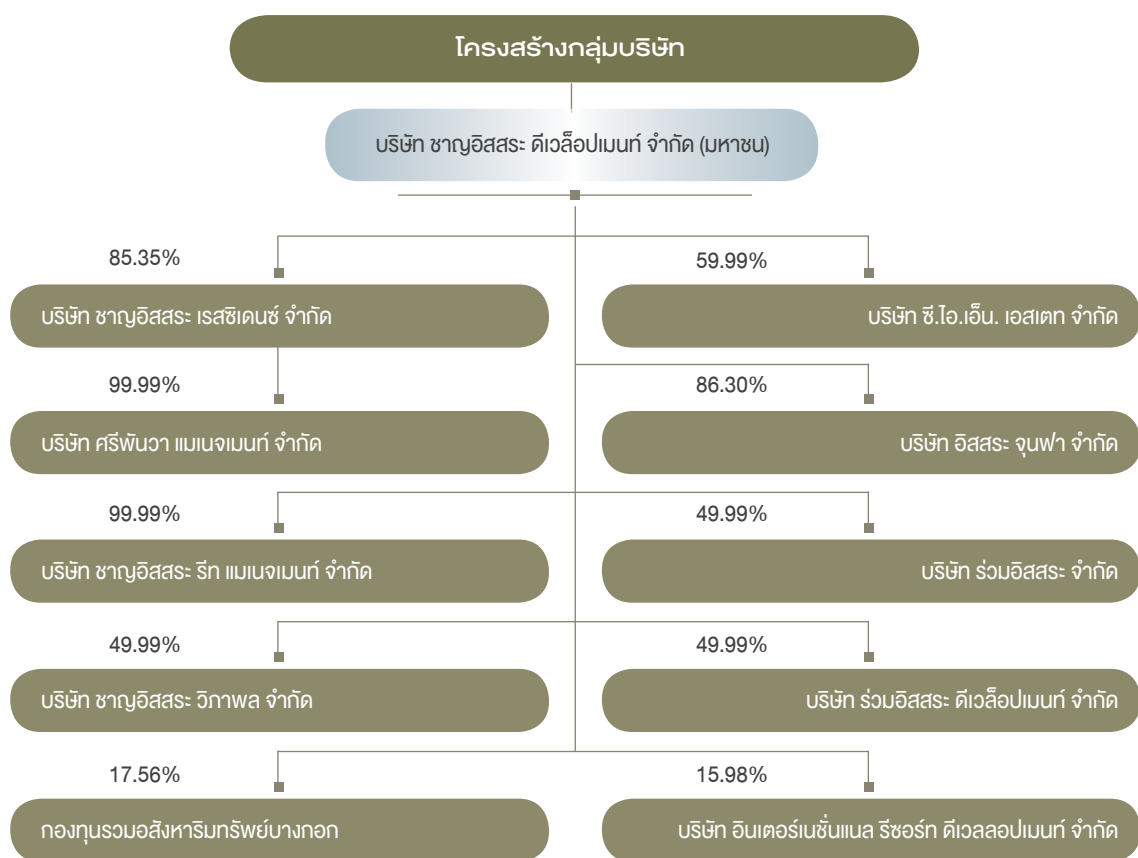 โครงสร้างกลุ่มบริษัท
บริษัท ชาญอิสสระ ดีเวล็อปเมนท์ จำกัด (มหาชน)
85.35%
59.99%
บริษัท ชาญอิสสระ เรสซิเดนซ์ จำกัด
บริษัท ซี.ไอ.เอ็น. เอสเตท จำกัด
99.99%
86.30%
บริษัท ศรีพันวา แมเนจเมนท์ จำกัด
บริษัท อิสสระ จุนฟา จำกัด
99.99%
49.99%
บริษัท ชาญอิสสระ รีท แมเนจเมนท์ จำกัด
บริษัท ร่วมอิสสระ จำกัด
49.99%
49.99%
บริษัท ชาญอิสสระ วิภาพล จำกัด
บริษัท ร่วมอิสสระ ดีเวล็อปเมนท์ จำกัด
17.56%
15.98%
กองทุนรวมอสังหาริมทรัพย์บางกอก
บริษัท อินเตอร์เนชั่นแนล รีซอร์ท ดีเวลลอปเมนท์ จำกัด